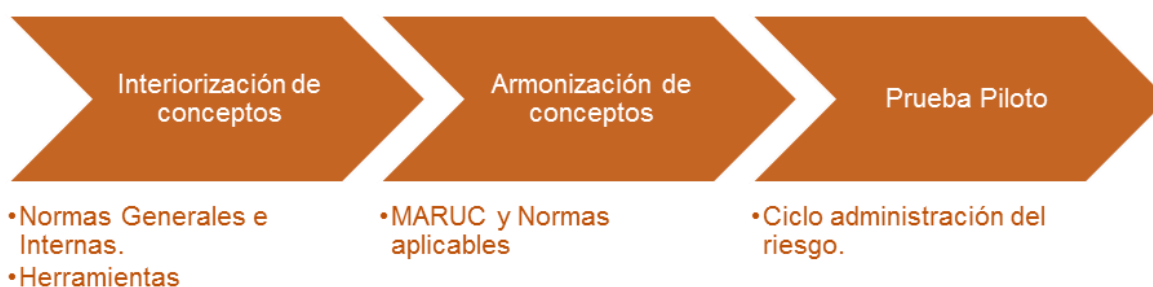 Interiorización de
conceptos
Armonización de
conceptos
Prueba Piloto
•Normas Generales e
Internas.
•Herramientas
•MARUC y Normas
aplicables
•Ciclo administración del
riesgo.